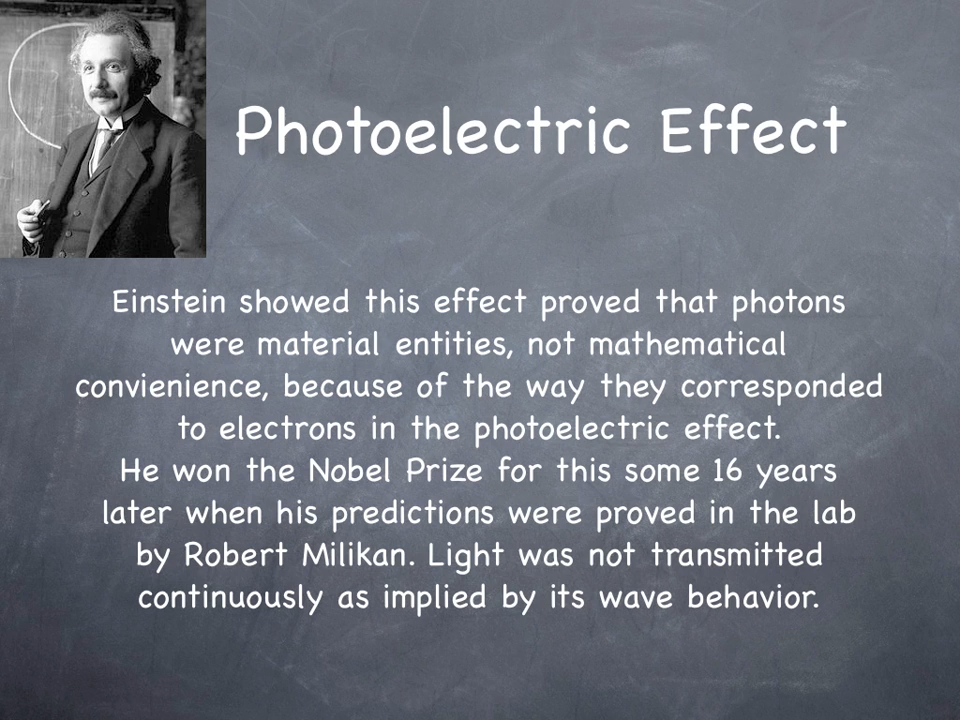 Photoelectric Effect
Einstein showed this effect proved that photons
were material entities, not mathematical
convienience, because of the way they corresponded
to electrons in the photoelectric effect.
He won the Nobel Prize for this some 16 years
later when his predictions were proved in the lab
by Robert Milikan. Light was not transmitted
continuously as implied by its wave behavior.